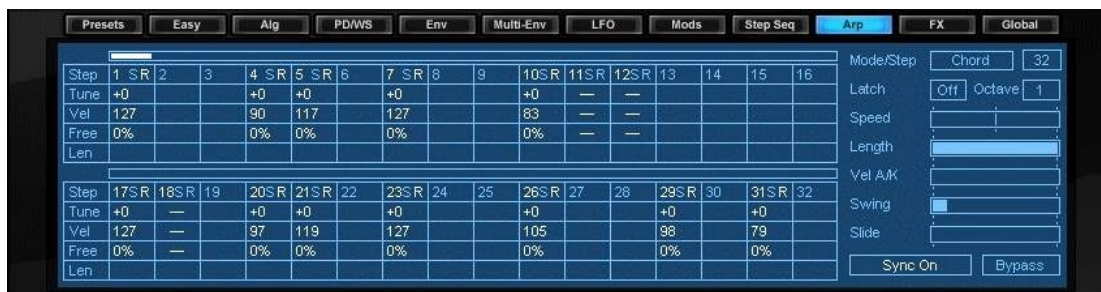 Presets Easy Alg PD/WS Env Multi-Env LFO Mods Step Seq Arp FX Global
Step 1 SR 2 3 4 SR 5 SR 6 7 SR 8 9 10SR 11SR 12SR 13 14 15 16
Tune +0 +0 +0 +0 +0 — —
Vel 127 90 117 127 83 — —
Free 0% 0% 0% 0% 0% — —
Len
Step 17SR 18SR 19 20SR 21SR 22 23SR 24 25 26SR 27 28 29SR 30 31SR 32
Tune +0 — +0 +0 +0 +0 +0 +0
Vel 127 — 97 119 127 105 98 79
Free 0% — 0% 0% 0% 0% 0% 0%
Len
Mode/Step Chord 32
Latch Off Octave 1
Speed
Length
Vel A/K
Swing
Slide
Sync On Bypass